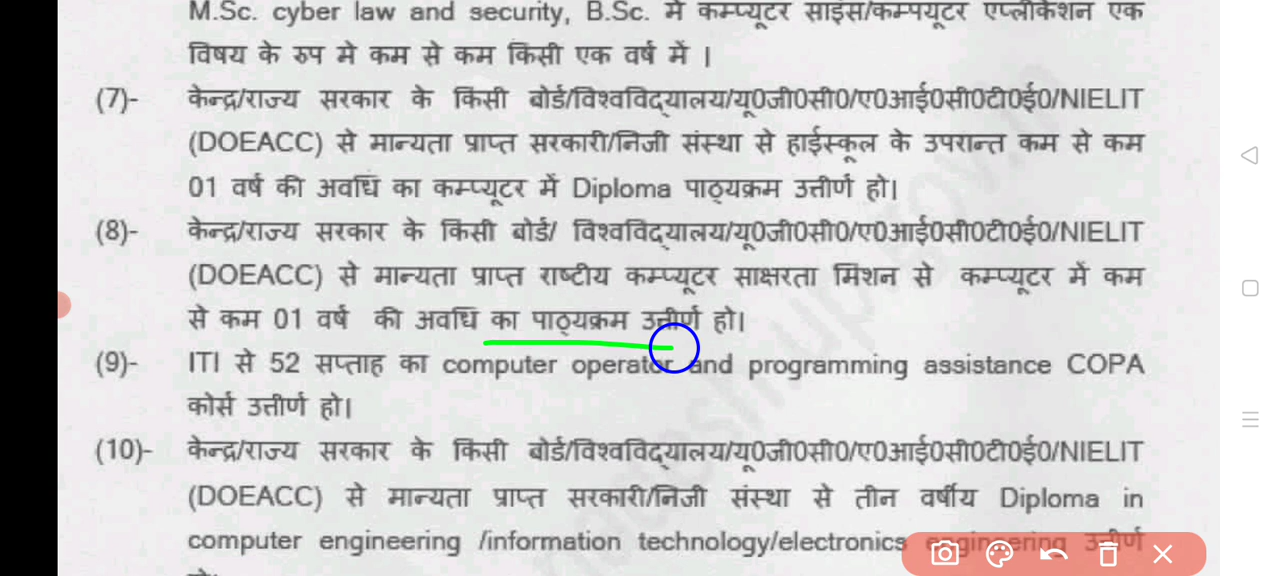 M.Sc. cyber law and security, B.Sc. में कम्प्यूटर साइंस/कम्पयूटर एप्लीकेशन एक
विषय के रुप मे कम से कम किसी एक वर्ष में ।
(7)- केन्द्र/राज्य सरकार के किसी बोर्ड/विश्वविद्यालय/यू0जी0सी0/ए0आई0सी0टी0ई0/NIELIT
(DOEACC) से मान्यता प्राप्त सरकारी/निजी संस्था से हाईस्कूल के उपरान्त कम से कम
01 वर्ष की अवधि का कम्प्यूटर में Diploma पाठ्यक्रम उत्तीर्ण हो।
(8)- केन्द्र/राज्य सरकार के किसी बोर्ड/ विश्वविद्यालय/यू0जी0सी0/ए0आई0सी0टी0ई0/NIELIT
(DOEACC) से मान्यता प्राप्त राष्टीय कम्प्यूटर साक्षरता मिशन से कम्प्यूटर में कम
से कम 01 वर्ष की अवधि का पाठ्यक्रम उत्तीर्ण हो।
(9)- ITI से 52 सप्ताह का computer operator and programming assistance COPA
कोर्स उत्तीर्ण हो।
(10)- केन्द्र/राज्य सरकार के किसी बोर्ड/विश्वविद्यालय/यू0जी0सी0/ए0आई0सी0टी0ई0/NIELIT
(DOEACC) से मान्यता प्राप्त सरकारी/निजी संस्था से तीन वर्षीय Diploma in
computer engineering /information technology/electronics engineering उत्तीर्ण